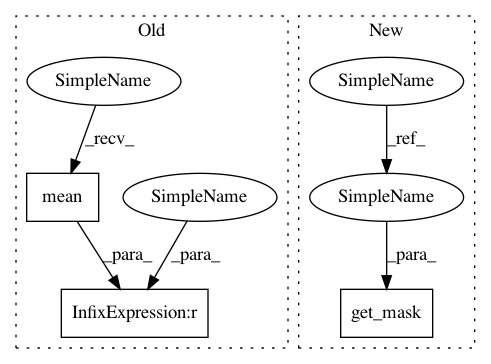 Old
New
SimpleName
SimpleName
_recv_
_ref_
mean
SimpleName
SimpleName
_para_
_para_
_para_
InfixExpression:r
get_mask